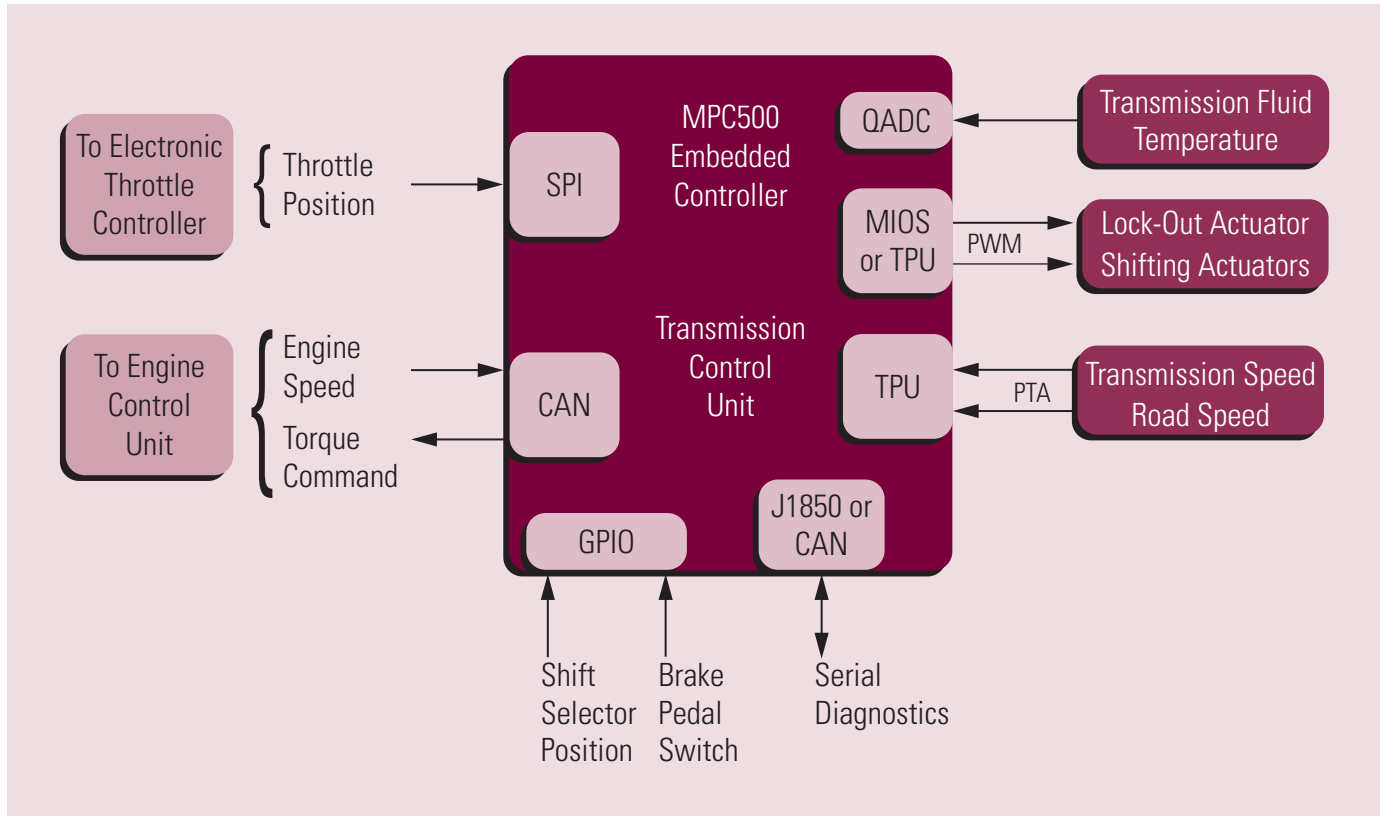 To Electronic
Throttle
Controller
Throttle
Position
SPI
MPC500
Embedded
Controller
QADC
Transmission Fluid
Temperature
MIOS
or TPU
PWM
Lock-Out Actuator
Shifting Actuators
To Engine
Control
Unit
Engine
Speed
Torque
Command
CAN
Transmission
Control
Unit
TPU
PTA
Transmission Speed
Road Speed
GPIO
J1850 or
CAN
Shift
Selector
Position
Brake
Pedal
Switch
Serial
Diagnostics